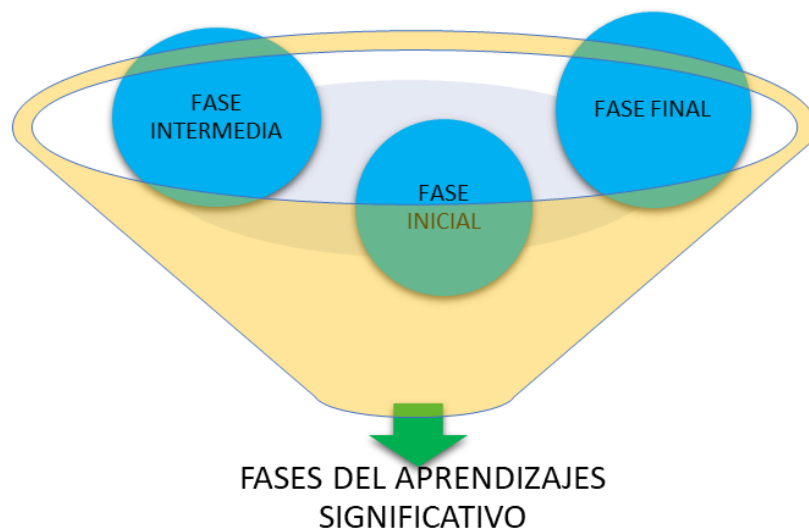 FASE
INTERMEDIA
FASE FINAL
FASE
INICIAL
FASES DEL APRENDIZAJES
SIGNIFICATIVO